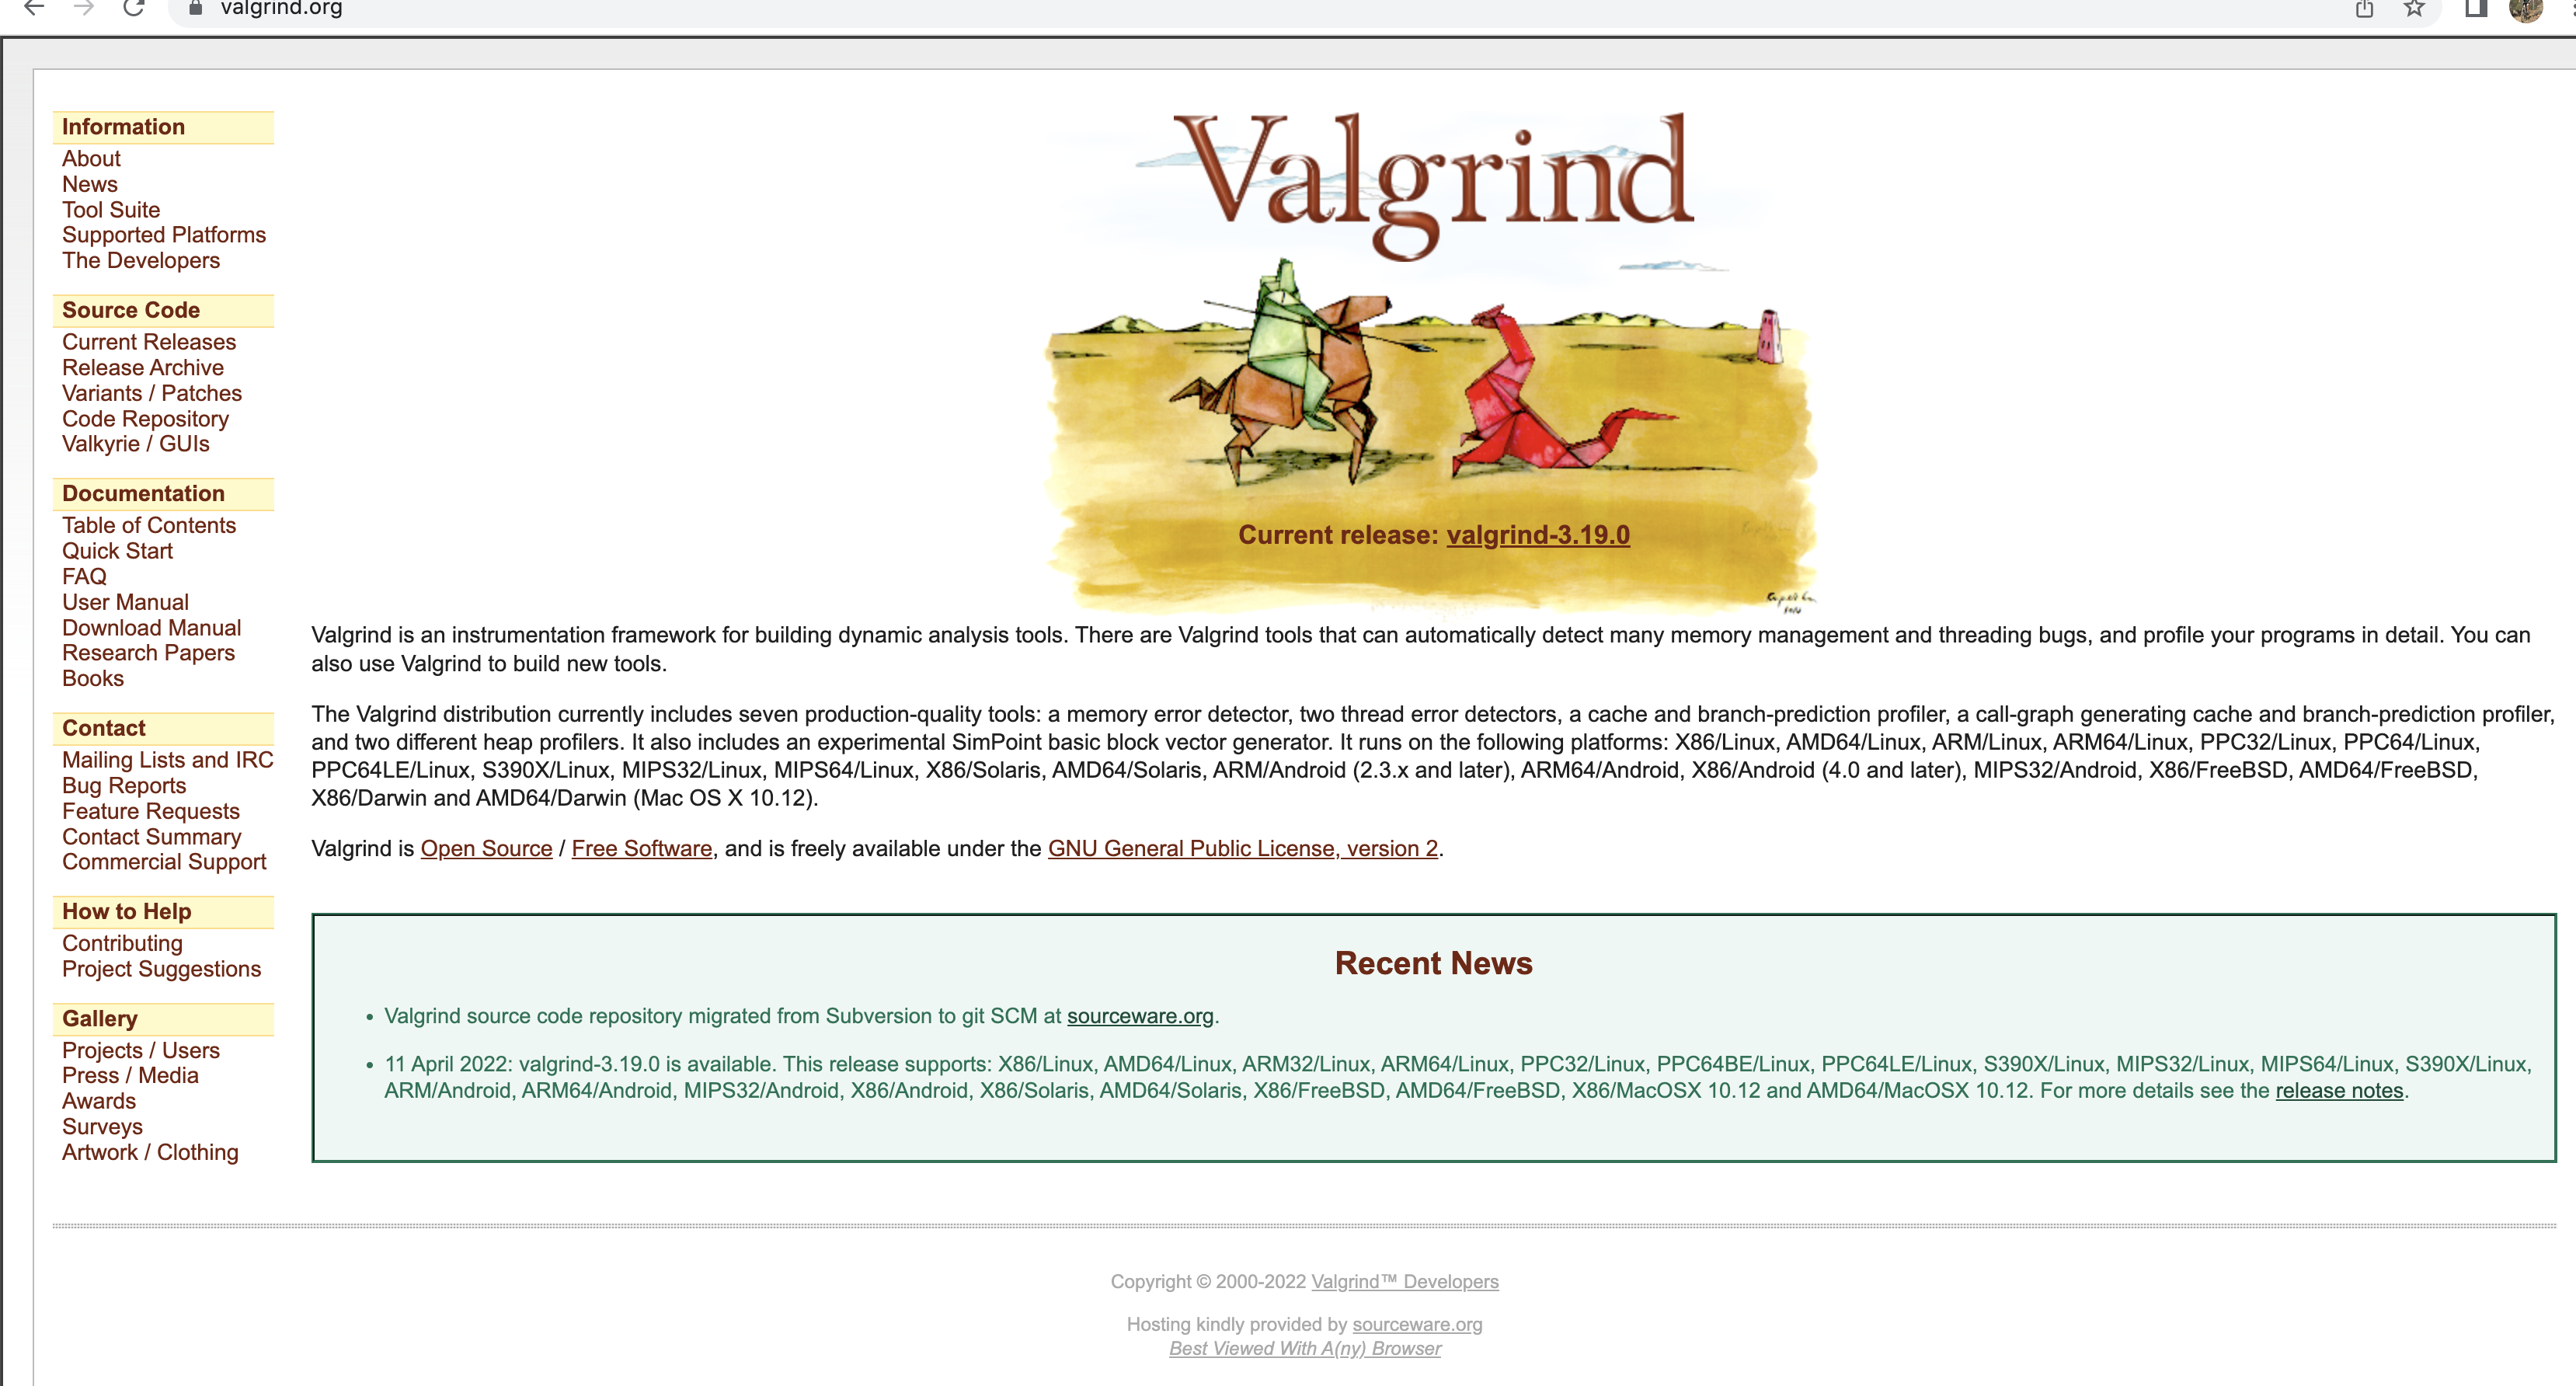 valgrind.org
Information
About
News
Tool Suite
Supported Platforms
The Developers
Source Code
Current Releases
Release Archive
Variants / Patches
Code Repository
Valkyrie / GUIs
Documentation
Table of Contents
Quick Start
FAQ
User Manual
Download Manual
Research Papers
Books
Contact
Mailing Lists and IRC
Bug Reports
Feature Requests
Contact Summary
Commercial Support
How to Help
Contributing
Project Suggestions
Gallery
Projects / Users
Press / Media
Awards
Surveys
Artwork / Clothing
Valgrind
Current release: valgrind-3.19.0
Valgrind is an instrumentation framework for building dynamic analysis tools. There are Valgrind tools that can automatically detect many memory management and threading bugs, and profile your programs in detail. You can
also use Valgrind to build new tools.
The Valgrind distribution currently includes seven production-quality tools: a memory error detector, two thread error detectors, a cache and branch-prediction profiler, a call-graph generating cache and branch-prediction profiler,
and two different heap profilers. It also includes an experimental SimPoint basic block vector generator. It runs on the following platforms: X86/Linux, AMD64/Linux, ARM/Linux, ARM64/Linux, PPC32/Linux, PPC64/Linux,
PPC64LE/Linux, S390X/Linux, MIPS32/Linux, MIPS64/Linux, X86/Solaris, AMD64/Solaris, ARM/Android (2.3.x and later), ARM64/Android, X86/Android (4.0 and later), MIPS32/Android, X86/FreeBSD, AMD64/FreeBSD,
X86/Darwin and AMD64/Darwin (Mac OS X 10.12).
Valgrind is Open Source / Free Software, and is freely available under the GNU General Public License, version 2.
Recent News
• Valgrind source code repository migrated from Subversion to git SCM at sourceware.org.
• 11 April 2022: valgrind-3.19.0 is available. This release supports: X86/Linux, AMD64/Linux, ARM32/Linux, ARM64/Linux, PPC32/Linux, PPC64BE/Linux, PPC64LE/Linux, S390X/Linux, MIPS32/Linux, MIPS64/Linux, S390X/Linux,
ARM/Android, ARM64/Android, MIPS32/Android, X86/Android, X86/Solaris, AMD64/Solaris, X86/FreeBSD, AMD64/FreeBSD, X86/MacOSX 10.12 and AMD64/MacOSX 10.12. For more details see the release notes.
Copyright © 2000-2022 Valgrind™ Developers
Hosting kindly provided by sourceware.org
Best Viewed With A(ny) Browser